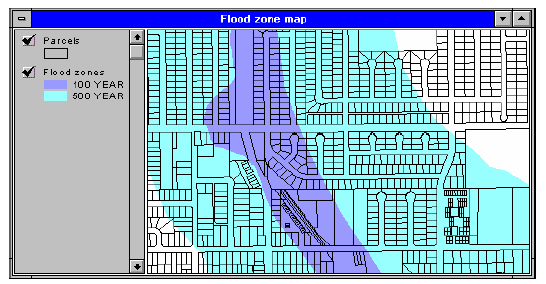 Flood zone map
Parcels
Flood zones
100 YEAR
500 YEAR